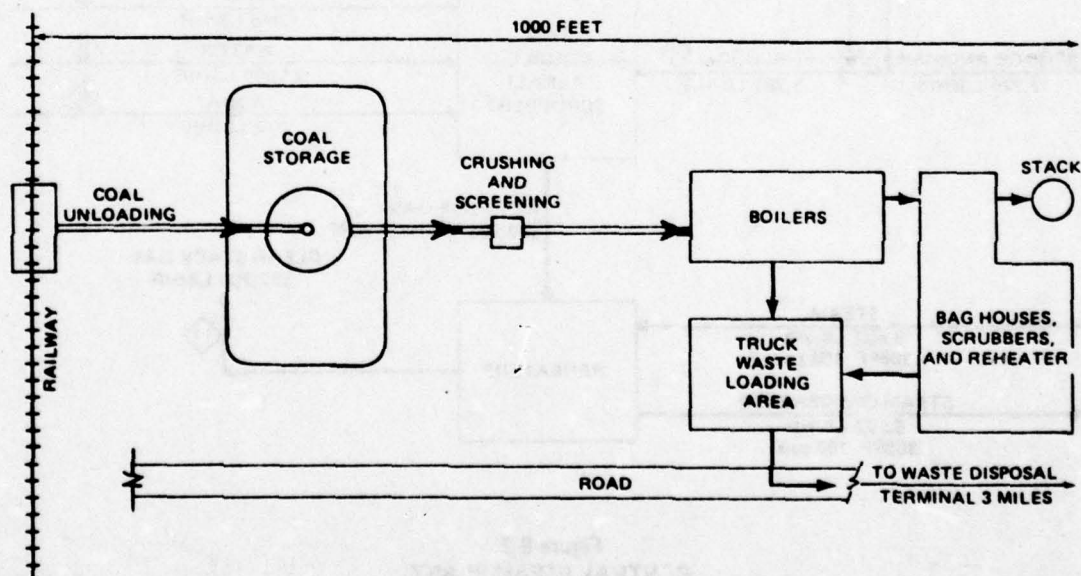 1000 FEET
COAL
STORAGE
CRUSHING
AND
SCREENING
STACK
COAL
UNLOADING
BOILERS
RAILWAY
TRUCK
WASTE
LOADING
AREA
BAG HOUSES,
SCRUBBERS,
AND REHEATER
ROAD
TO WASTE DISPOSAL
TERMINAL 3 MILES